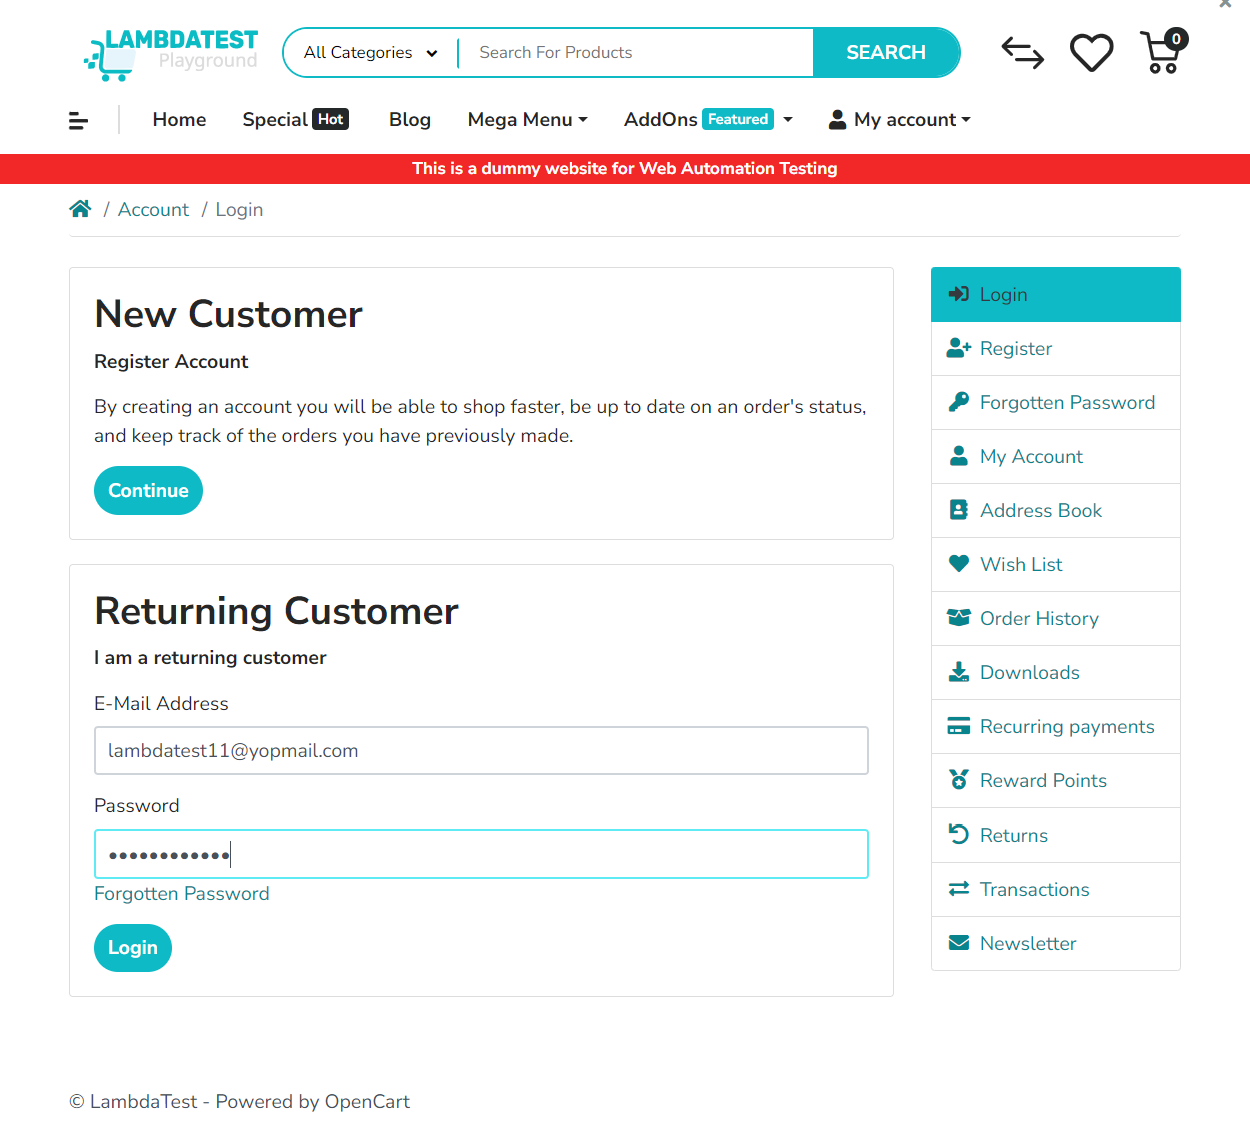 LAMBDATEST
Playground
All Categories
Search For Products
SEARCH
0
Home
Special Hot
Blog
Mega Menu
AddOns Featured
My account
This is a dummy website for Web Automation Testing
/ Account / Login
New Customer
Register Account
By creating an account you will be able to shop faster, be up to date on an order's status,
and keep track of the orders you have previously made.
Continue
Returning Customer
I am a returning customer
E-Mail Address
lambdatest11@yopmail.com
Password
••••••••••••
Forgotten Password
Login
Login
Register
Forgotten Password
My Account
Address Book
Wish List
Order History
Downloads
Recurring payments
Reward Points
Returns
Transactions
Newsletter
© LambdaTest - Powered by OpenCart